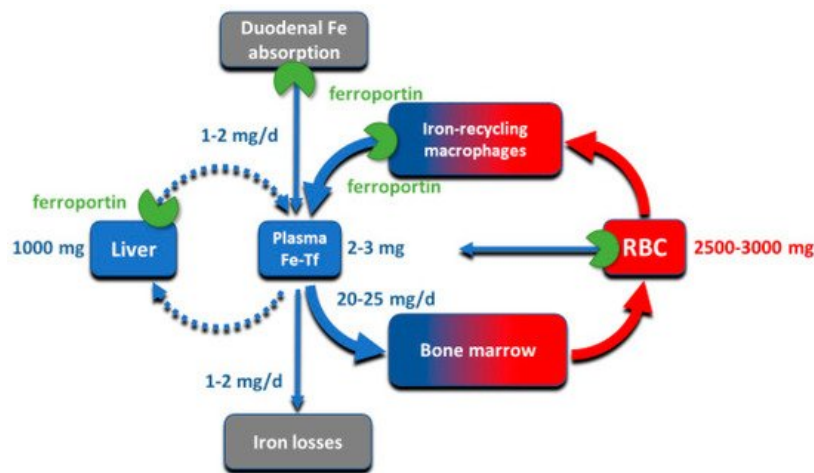 Duodenal Fe
absorption
ferroportin
1-2 mg/d
Iron-recycling
macrophages
ferroportin
ferroportin
1000 mg
Liver
Plasma
Fe-Tf
2-3 mg
RBC
2500-3000 mg
20-25 mg/d
Bone marrow
1-2 mg/d
Iron losses